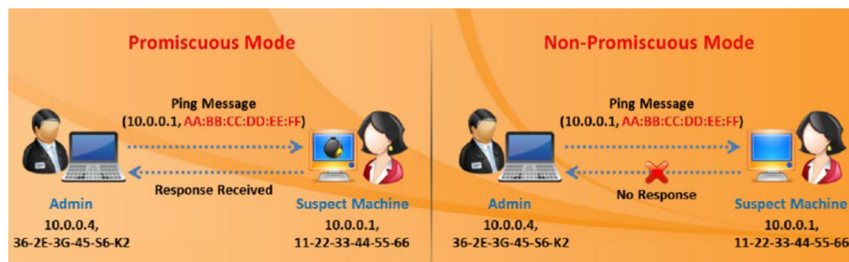 Promiscuous Mode
Ping Message
(10.0.0.1, AA:BB:CC:DD:EE:FF)
Response Received
Admin
10.0.0.4,
36-2E-3G-45-S6-K2
Suspect Machine
10.0.0.1,
11-22-33-44-55-66
Non-Promiscuous Mode
Ping Message
(10.0.0.1, AA:BB:CC:DD:EE:FF)
No Response
Admin
10.0.0.4,
36-2E-3G-45-S6-K2
Suspect Machine
10.0.0.1,
11-22-33-44-55-66